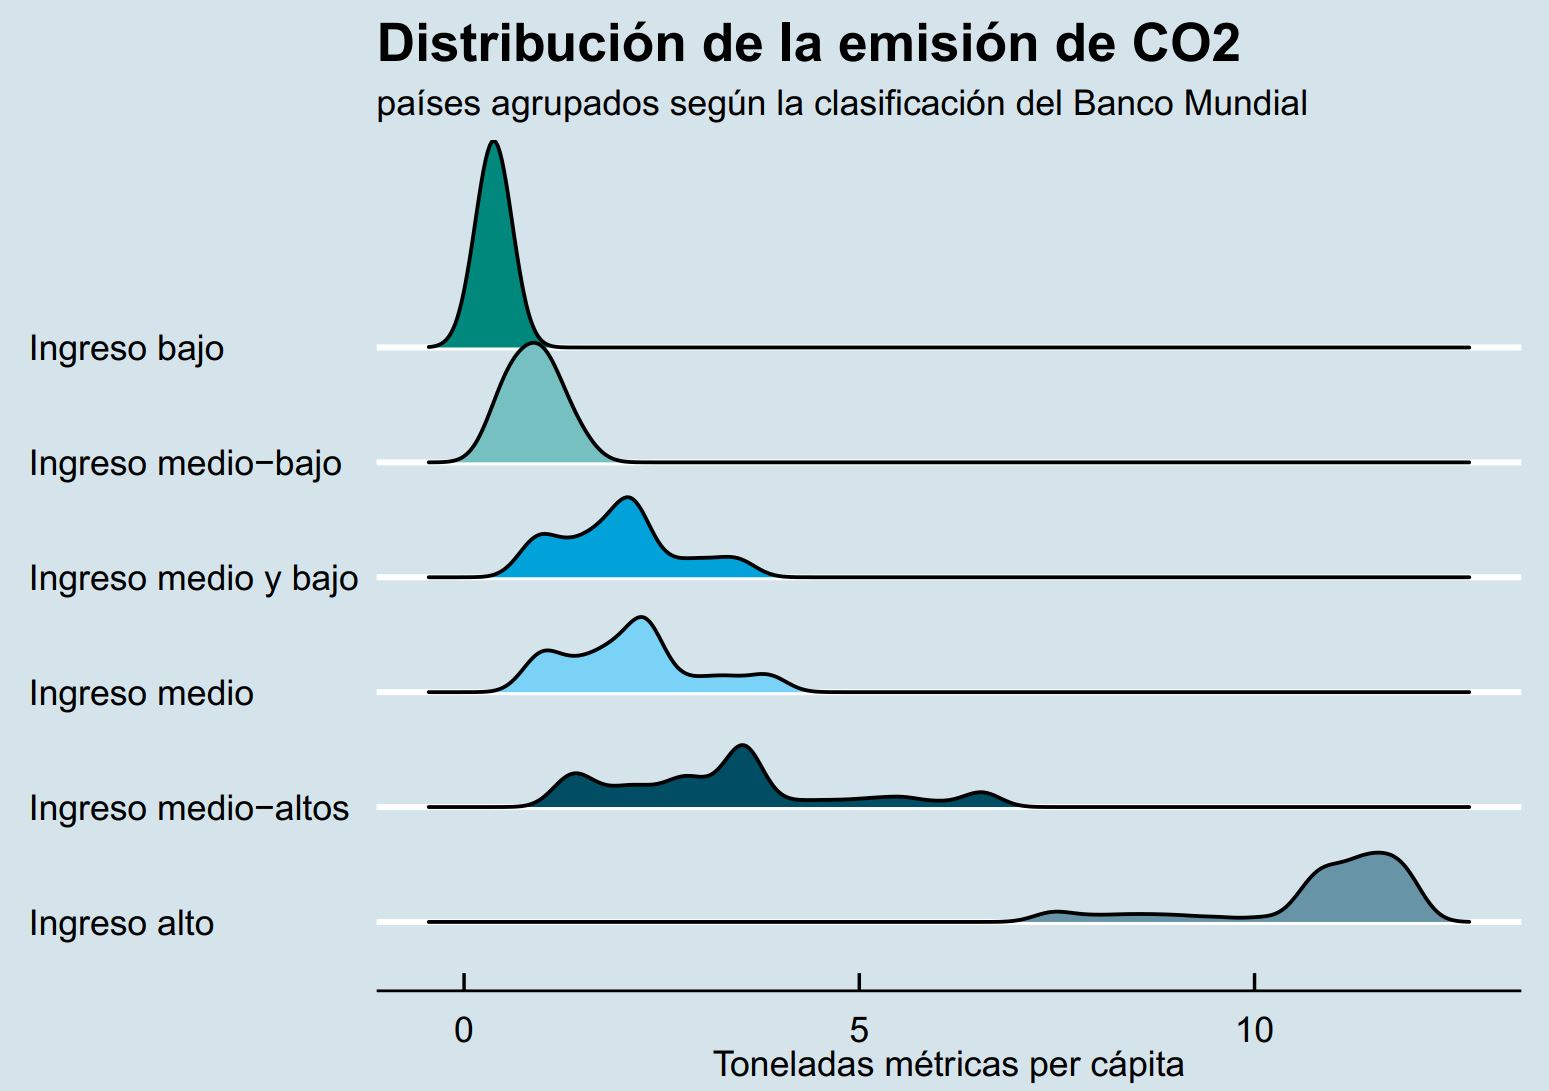 Distribución de la emisión de CO2
países agrupados según la clasificación del Banco Mundial
Ingreso bajo
Ingreso medio−bajo
Ingreso medio y bajo
Ingreso medio
Ingreso medio−altos
Ingreso alto
0 5 10
Toneladas métricas per cápita